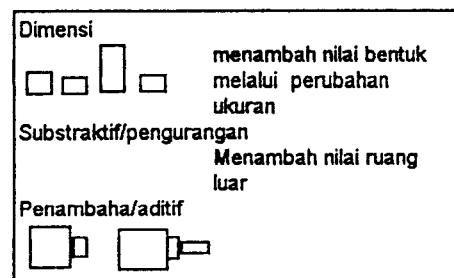 Dimensi
menambah nilai bentuk
melalui perubahan
ukuran
Substraktif/pengurangan
Menambah nilai ruang
luar
Penambaha/aditif